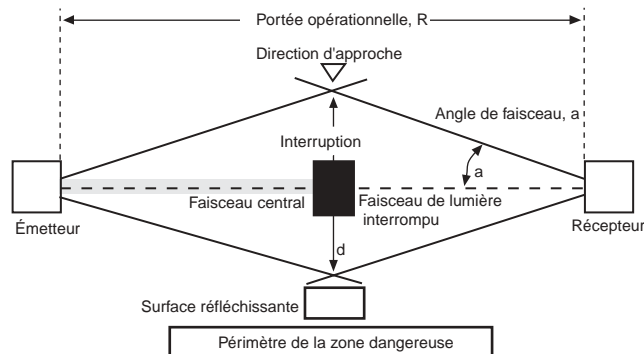 Portée opérationnelle, R
Direction d'approche
Angle de faisceau, a
Interruption
a
Faisceau central
Faisceau de lumière
interrompu
Émetteur
Récepteur
d
Surface réfléchissante
Périmètre de la zone dangereuse